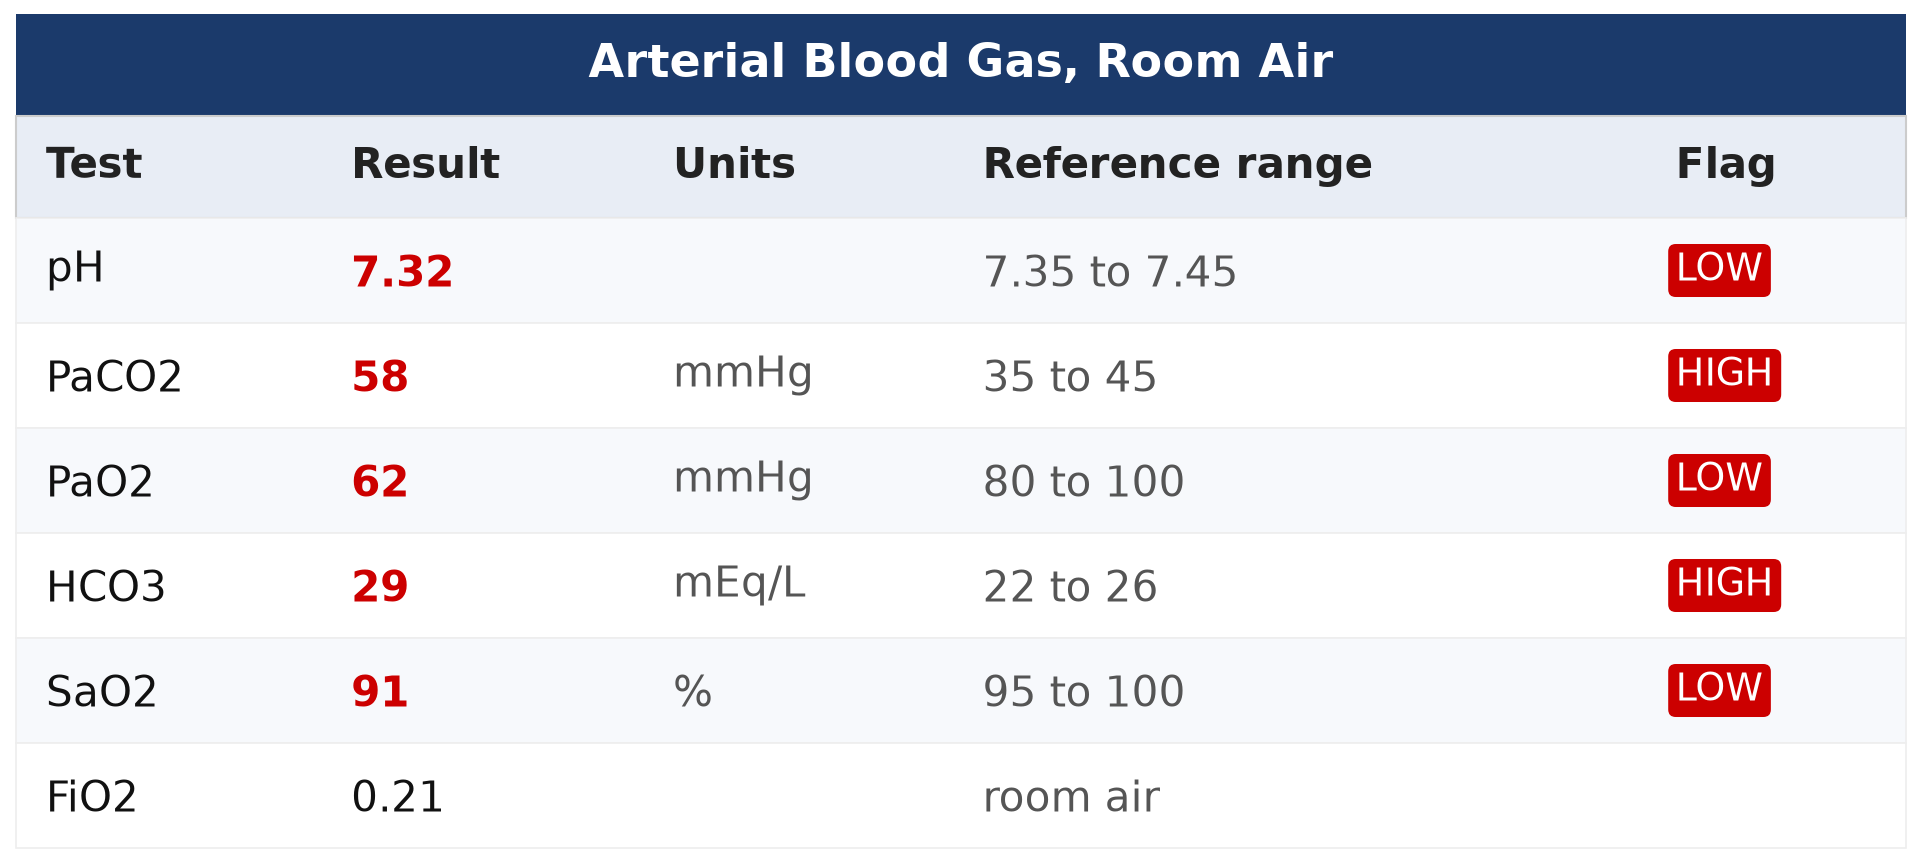 Arterial Blood Gas, Room Air
Test Result Units Reference range Flag
pH 7.32 7.35 to 7.45 LOW
PaCO2 58 mmHg 35 to 45 HIGH
PaO2 62 mmHg 80 to 100 LOW
HCO3 29 mEq/L 22 to 26 HIGH
SaO2 91 % 95 to 100 LOW
FiO2 0.21 room air